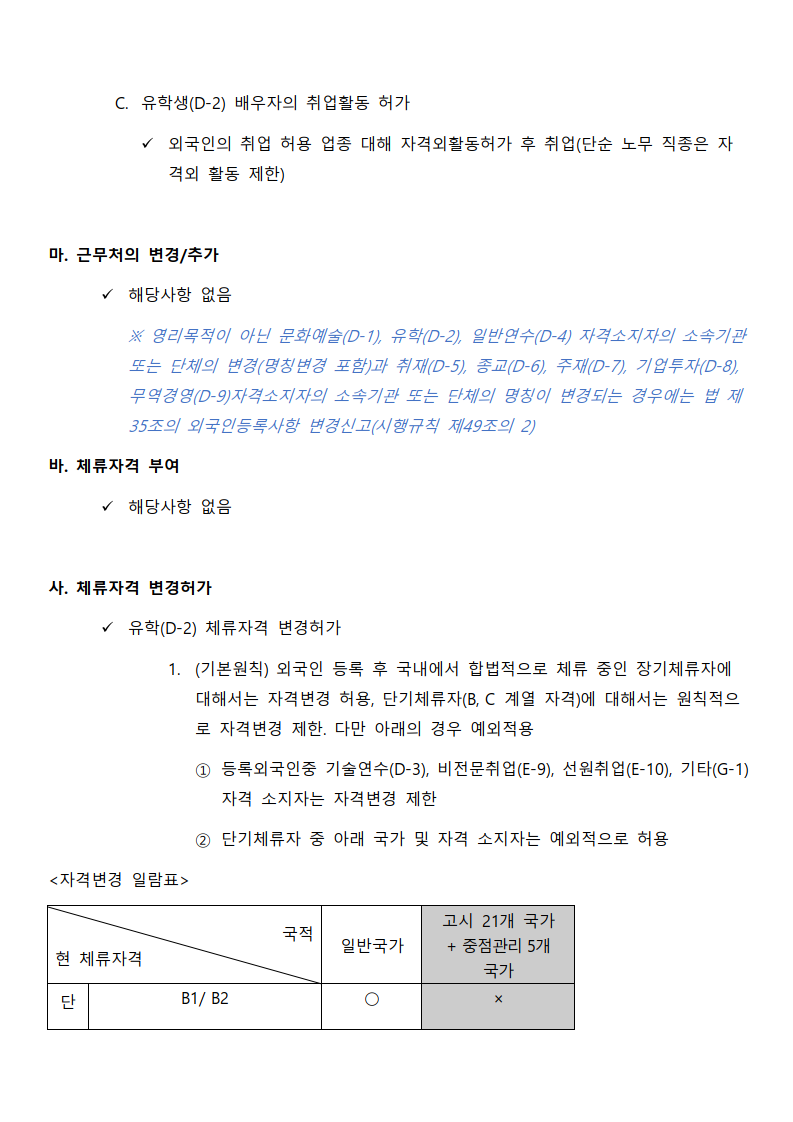 C. 유학생(D-2) 배우자의 취업활동 허가
✓ 외국인의 취업 허용 업종 대해 자격외활동허가 후 취업(단순 노무 직종은 자
격외 활동 제한)
마. 근무처의 변경/추가
✓ 해당사항 없음
※ 영리목적이 아닌 문화예술(D-1), 유학(D-2), 일반연수(D-4) 자격소지자의 소속기관
또는 단체의 변경(명칭변경 포함)과 취재(D-5), 종교(D-6), 주재(D-7), 기업투자(D-8),
무역경영(D-9)자격소지자의 소속기관 또는 단체의 명칭이 변경되는 경우에는 법 제
35조의 외국인등록사항 변경신고(시행규칙 제49조의 2)
바. 체류자격 부여
✓ 해당사항 없음
사. 체류자격 변경허가
✓ 유학(D-2) 체류자격 변경허가
1. (기본원칙) 외국인 등록 후 국내에서 합법적으로 체류 중인 장기체류자에
대해서는 자격변경 허용, 단기체류자(B, C 계열 자격)에 대해서는 원칙적으
로 자격변경 제한. 다만 아래의 경우 예외적용
① 등록외국인중 기술연수(D-3), 비전문취업(E-9), 선원취업(E-10), 기타(G-1)
자격 소지자는 자격변경 제한
② 단기체류자 중 아래 국가 및 자격 소지자는 예외적으로 허용
<자격변경 일람표>
국적
현 체류자격
일반국가
고시 21개 국가
+ 중점관리 5개
국가
단 B1/ B2 ○ ×